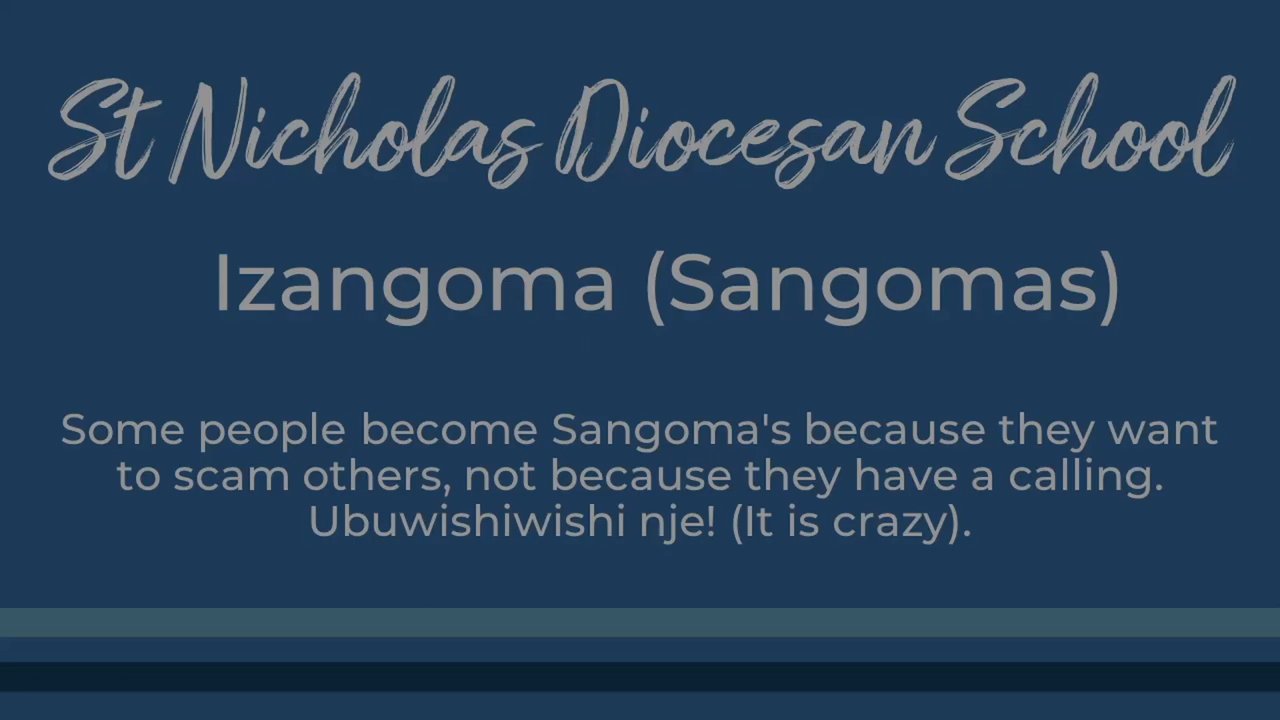 St Nicholas Diocesan School
Izangoma (Sangomas)
Some people become Sangoma's because they want
to scam others, not because they have a calling.
Ubuwishiwishi nje! (It is crazy).